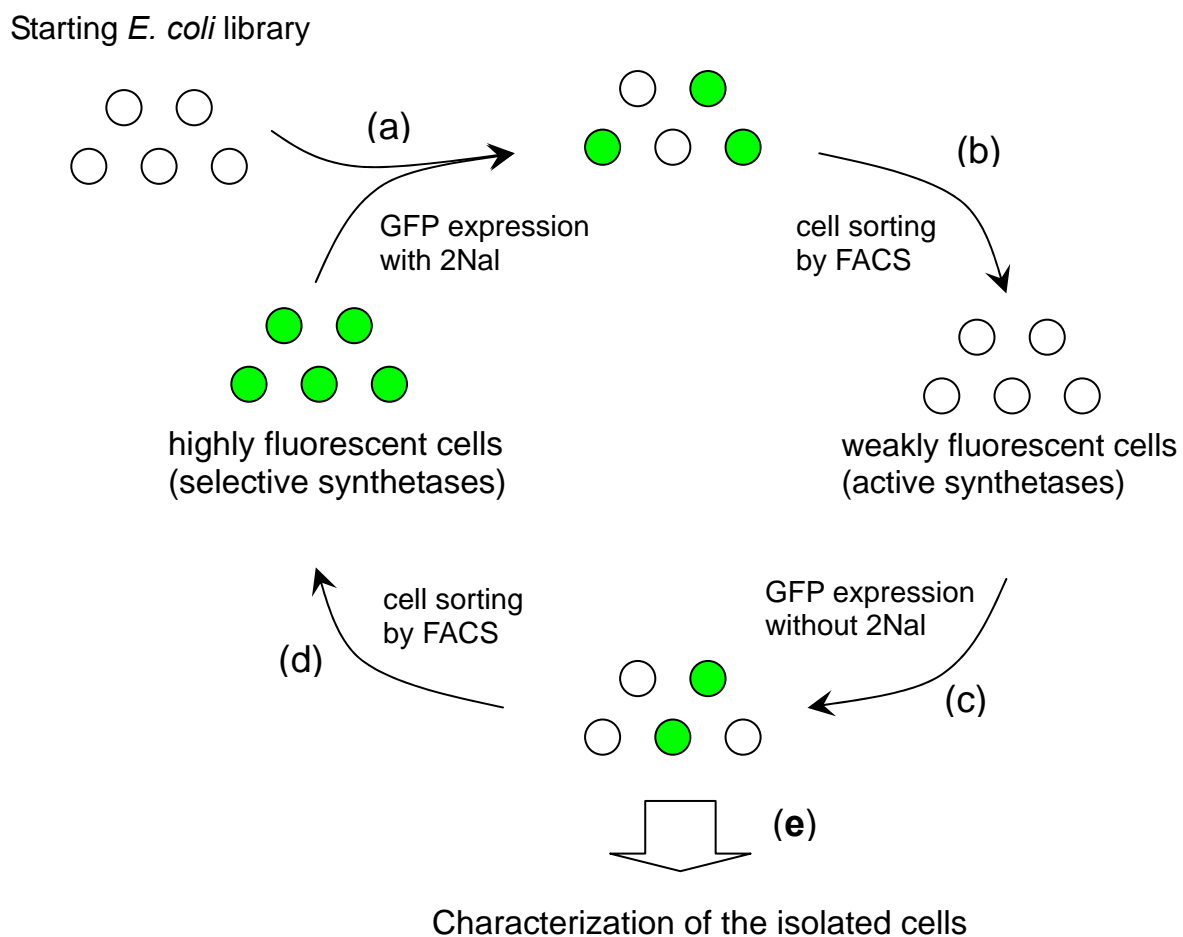 Starting E. coli library
(a)
GFP expression
with 2Nal
(b)
cell sorting
by FACS
highly fluorescent cells
(selective synthetases)
weakly fluorescent cells
(active synthetases)
cell sorting
by FACS
(d)
GFP expression
without 2Nal
(c)
(e)
Characterization of the isolated cells